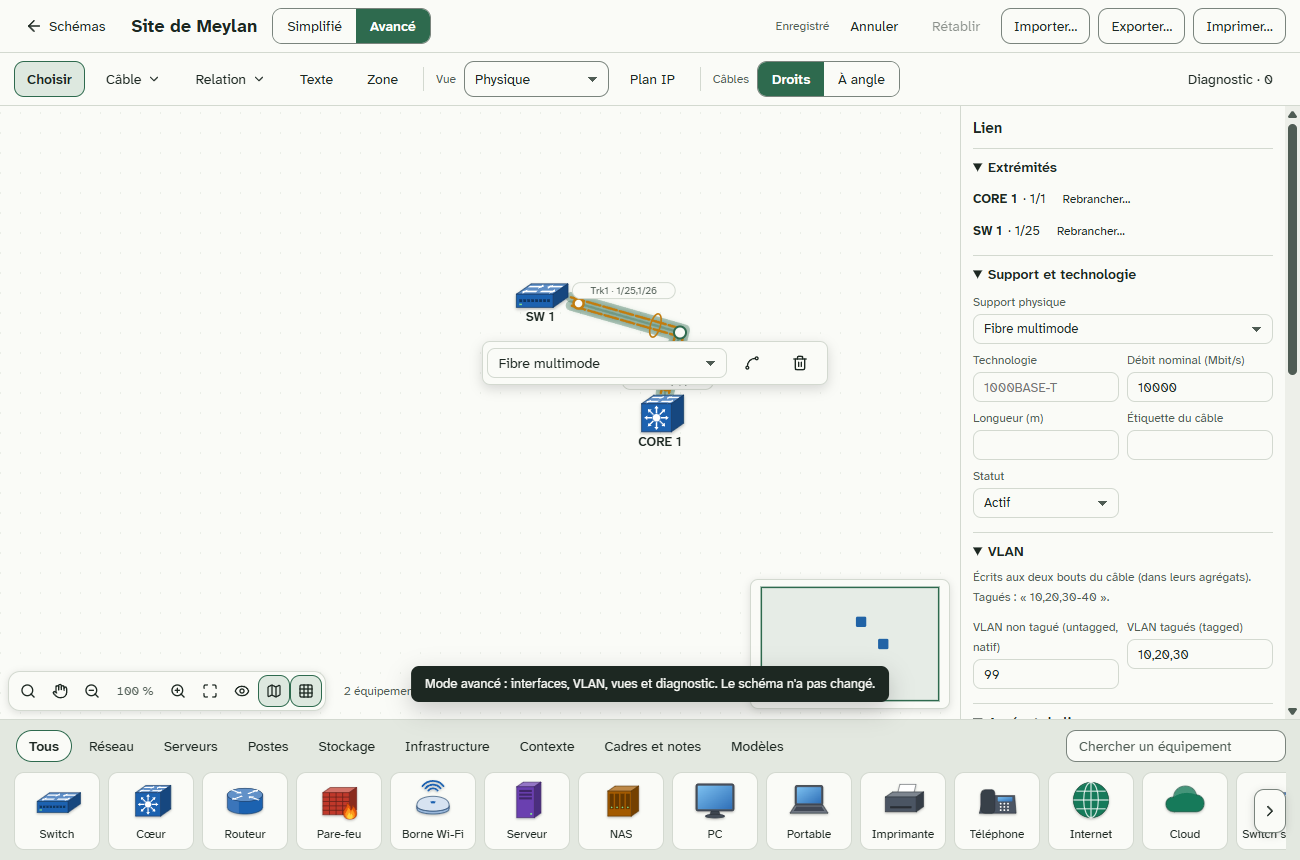 Schémas
Site de Meylan
Simplifié
Avancé
Enregistré
Annuler
Rétablir
Importer...
Exporter...
Imprimer...
Choisir
Câble
Relation
Texte
Zone
Vue
Physique
Plan IP
Câbles
Droits
À angle
Diagnostic · 0
Lien
Extrémités
CORE 1 · 1/1 Rebrancher...
SW 1 · 1/25 Rebrancher...
Support et technologie
Support physique
Fibre multimode
Technologie
Débit nominal (Mbit/s)
1000BASE-T
10000
Longueur (m)
Étiquette du câble
Statut
Actif
VLAN
Écrits aux deux bouts du câble (dans leurs agrégats).
Tagués : « 10,20,30-40 ».
VLAN non tagué (untagged,
natif)
VLAN tagués (tagged)
99
10,20,30
Trk1 · 1/25,1/26
SW 1
Fibre multimode
CORE 1
100 %
2 équipemen
Mode avancé : interfaces, VLAN, vues et diagnostic. Le schéma n'a pas changé.
Tous
Réseau
Serveurs
Postes
Stockage
Infrastructure
Contexte
Cadres et notes
Modèles
Chercher un équipement
Switch
Cœur
Routeur
Pare-feu
Borne Wi-Fi
Serveur
NAS
PC
Portable
Imprimante
Téléphone
Internet
Cloud
Switch s